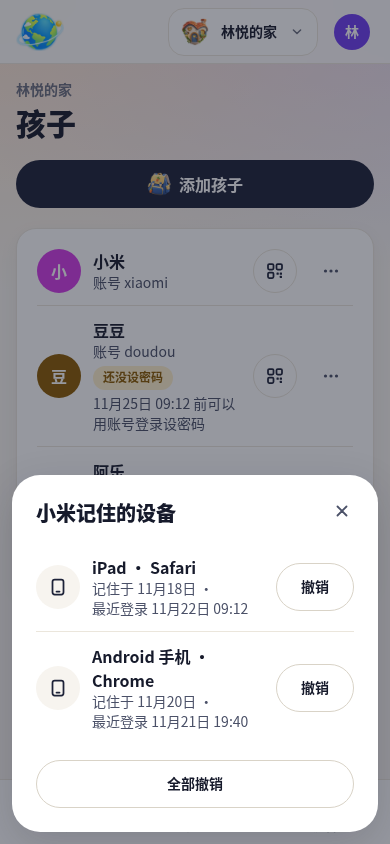 林悦的家
林
林悦的家
孩子
添加孩子
小
小米
账号 xiaomi
豆
豆豆
账号 doudou
还没设密码
11月25日 09:12 前可以
用账号登录设密码
阿乐
小米记住的设备
iPad · Safari
记住于 11月18日 ·
最近登录 11月22日 09:12
撤销
Android 手机 ·
Chrome
记住于 11月20日 ·
最近登录 11月21日 19:40
撤销
全部撤销